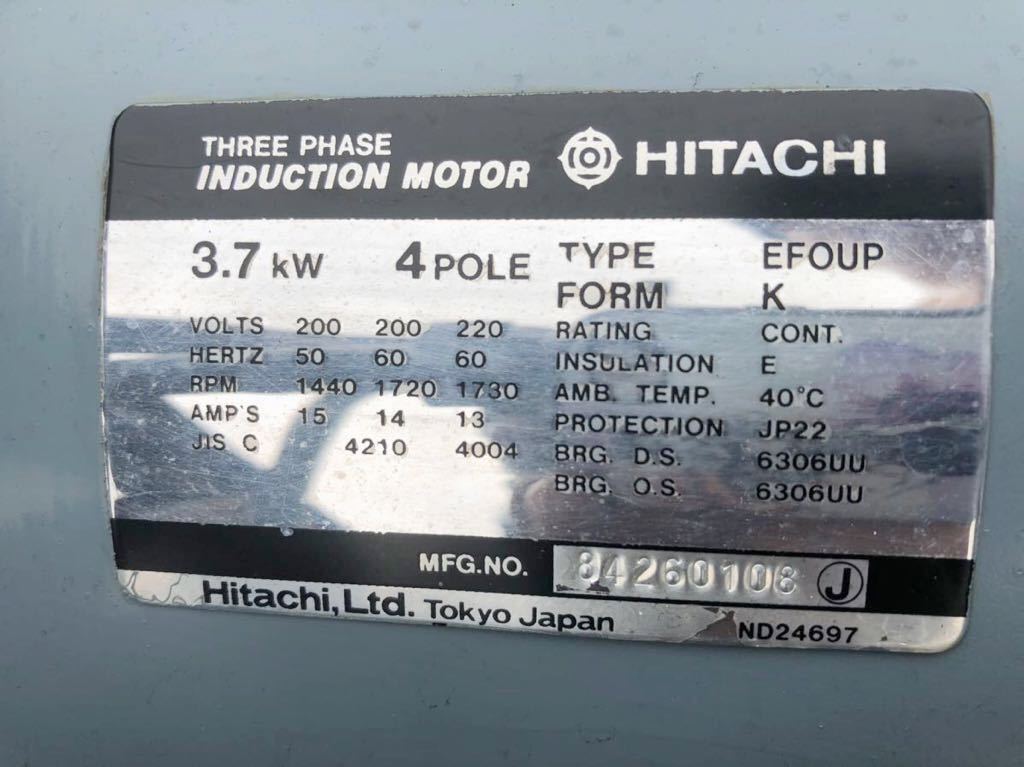 THREE PHASE
INDUCTION MOTOR HITACHI
3.7 kW 4 POLE
VOLTS 200 200 220
HERTZ 50 60 60
RPM 1440 1720 1730
AMP'S 15 14 13
JIS C 4210 4004
TYPE EFOUP
FORM K
RATING CONT.
INSULATION E
AMB. TEMP. 40°C
PROTECTION JP22
BRG. D.S. 6306UU
BRG. O.S. 6306UU
MFG.NO. 84260108 J
Hitachi, Ltd. Tokyo Japan
ND24697